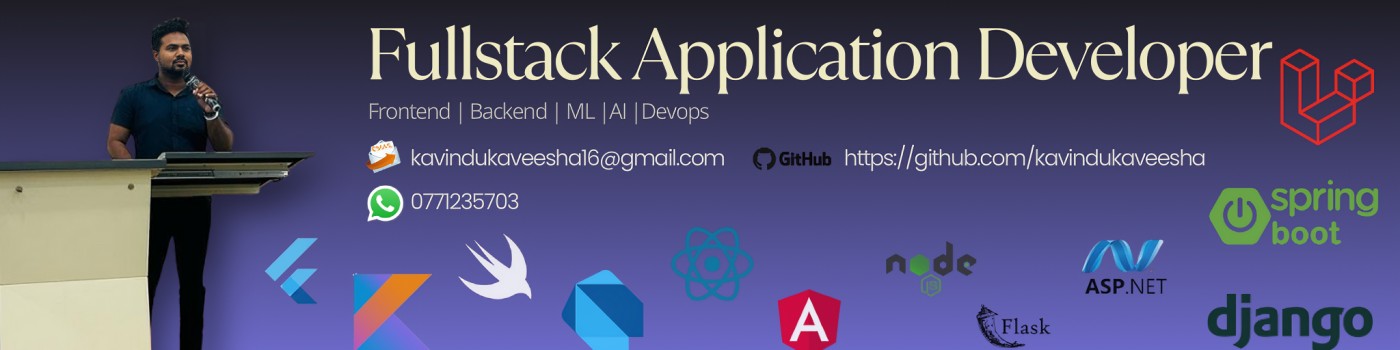 Fullstack Application Developer
Frontend | Backend | ML |AI |Devops
kavindukaveesha16@gmail.com
GitHub https://github.com/kavindukaveesha
0771235703
spring
boot
node
JS
ASP.NET
A
Flask
django